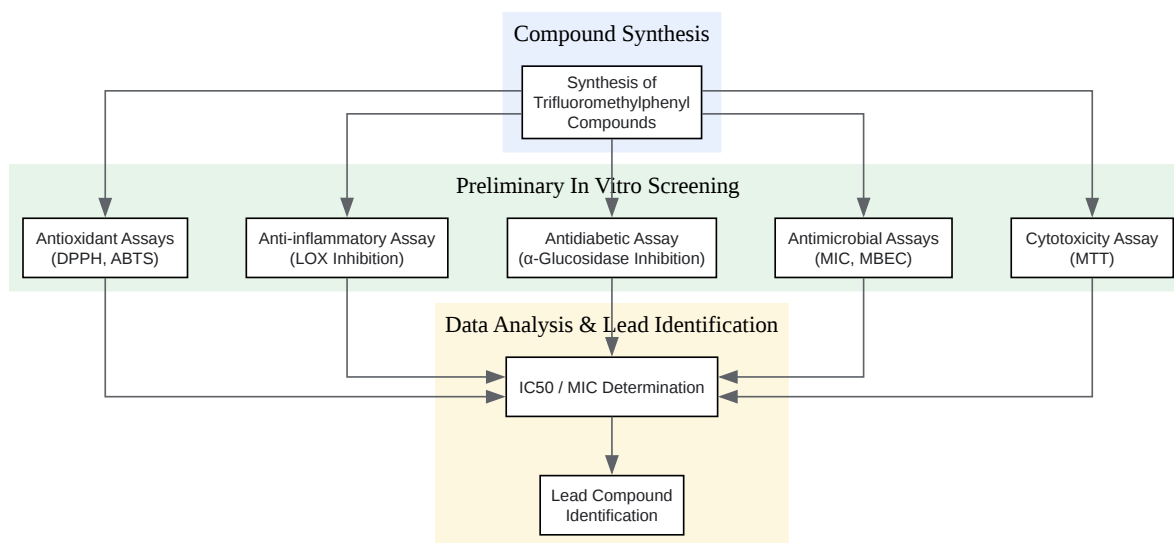 Compound Synthesis
Synthesis of
Trifluoromethylphenyl
Compounds
Preliminary In Vitro Screening
Antioxidant Assays
(DPPH, ABTS)
Anti-inflammatory Assay
(LOX Inhibition)
Antidiabetic Assay
(α-Glucosidase Inhibition)
Antimicrobial Assays
(MIC, MBEC)
Cytotoxicity Assay
(MTT)
Data Analysis & Lead Identification
IC50 / MIC Determination
Lead Compound
Identification